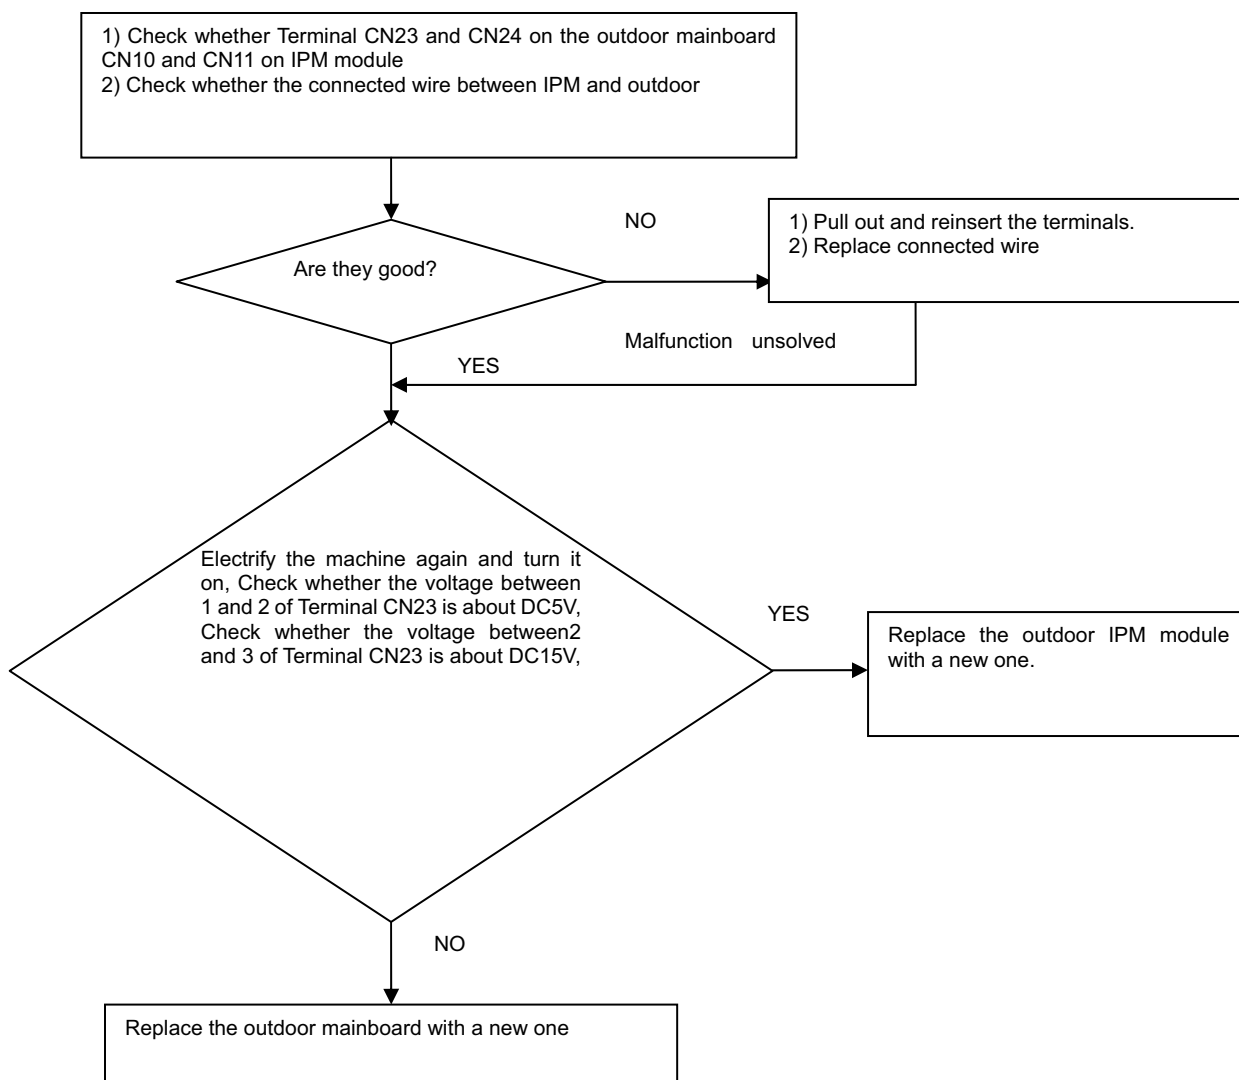 1) Check whether Terminal CN23 and CN24 on the outdoor mainboard
CN10 and CN11 on IPM module
2) Check whether the connected wire between IPM and outdoor
NO
1) Pull out and reinsert the terminals.
2) Replace connected wire
Are they good?
Malfunction unsolved
YES
Electrify the machine again and turn it
on, Check whether the voltage between
1 and 2 of Terminal CN23 is about DC5V,
Check whether the voltage between2
and 3 of Terminal CN23 is about DC15V,
YES
Replace the outdoor IPM module
with a new one.
NO
Replace the outdoor mainboard with a new one